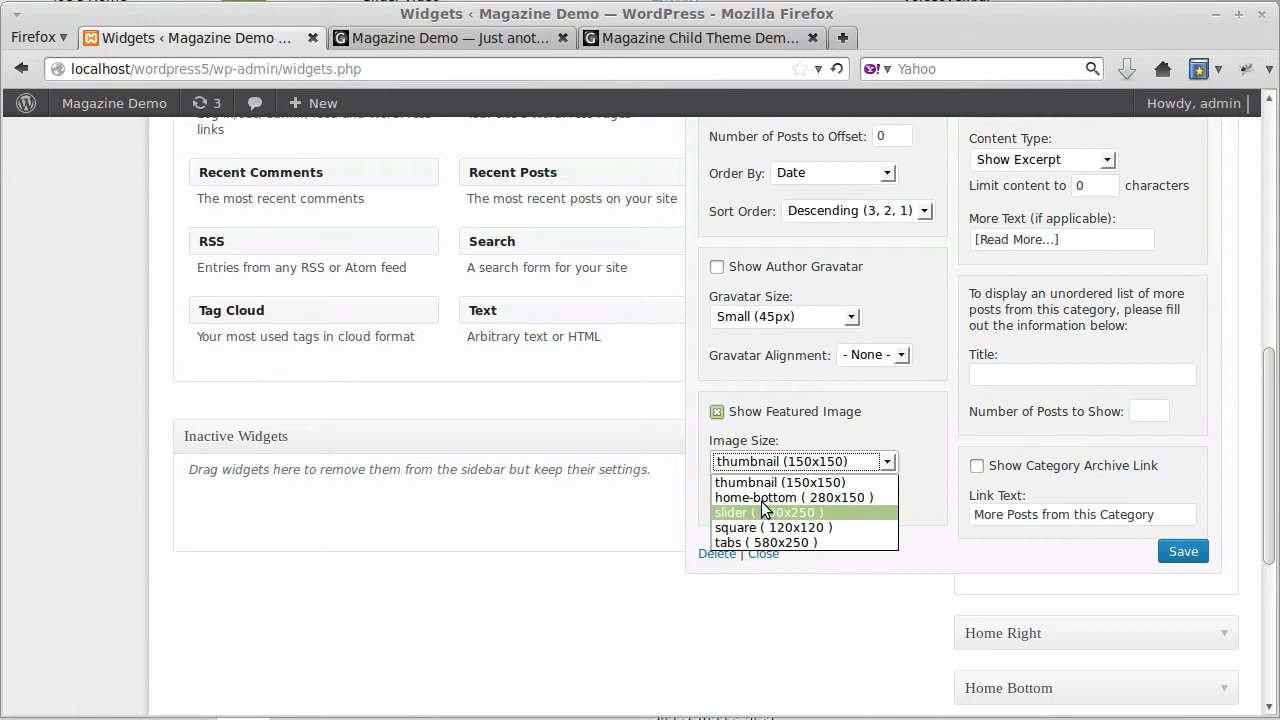 Widgets ‹ Magazine Demo — WordPress - Mozilla Firefox
Firefox
Widgets ‹ Magazine Demo ...
Magazine Demo — Just anot...
Magazine Child Theme Dem...
localhost/wordpress5/wp-admin/widgets.php
Yahoo
Magazine Demo
3
New
Howdy, admin
links
Recent Comments
The most recent comments
Recent Posts
The most recent posts on your site
RSS
Entries from any RSS or Atom feed
Search
A search form for your site
Tag Cloud
Your most used tags in cloud format
Text
Arbitrary text or HTML
Inactive Widgets
Drag widgets here to remove them from the sidebar but keep their settings.
Number of Posts to Offset: 0
Order By: Date
Sort Order: Descending (3, 2, 1)
Show Author Gravatar
Gravatar Size:
Small (45px)
Gravatar Alignment: - None -
Show Featured Image
Image Size:
thumbnail (150x150)
thumbnail (150x150)
home-bottom ( 280x150 )
slider ( 0x250 )
square ( 120x120 )
tabs ( 580x250 )
Delete | Close
Content Type:
Show Excerpt
Limit content to 0 characters
More Text (if applicable):
[Read More...]
To display an unordered list of more
posts from this category, please fill
out the information below:
Title:
Number of Posts to Show:
Show Category Archive Link
Link Text:
More Posts from this Category
Save
Home Right
Home Bottom